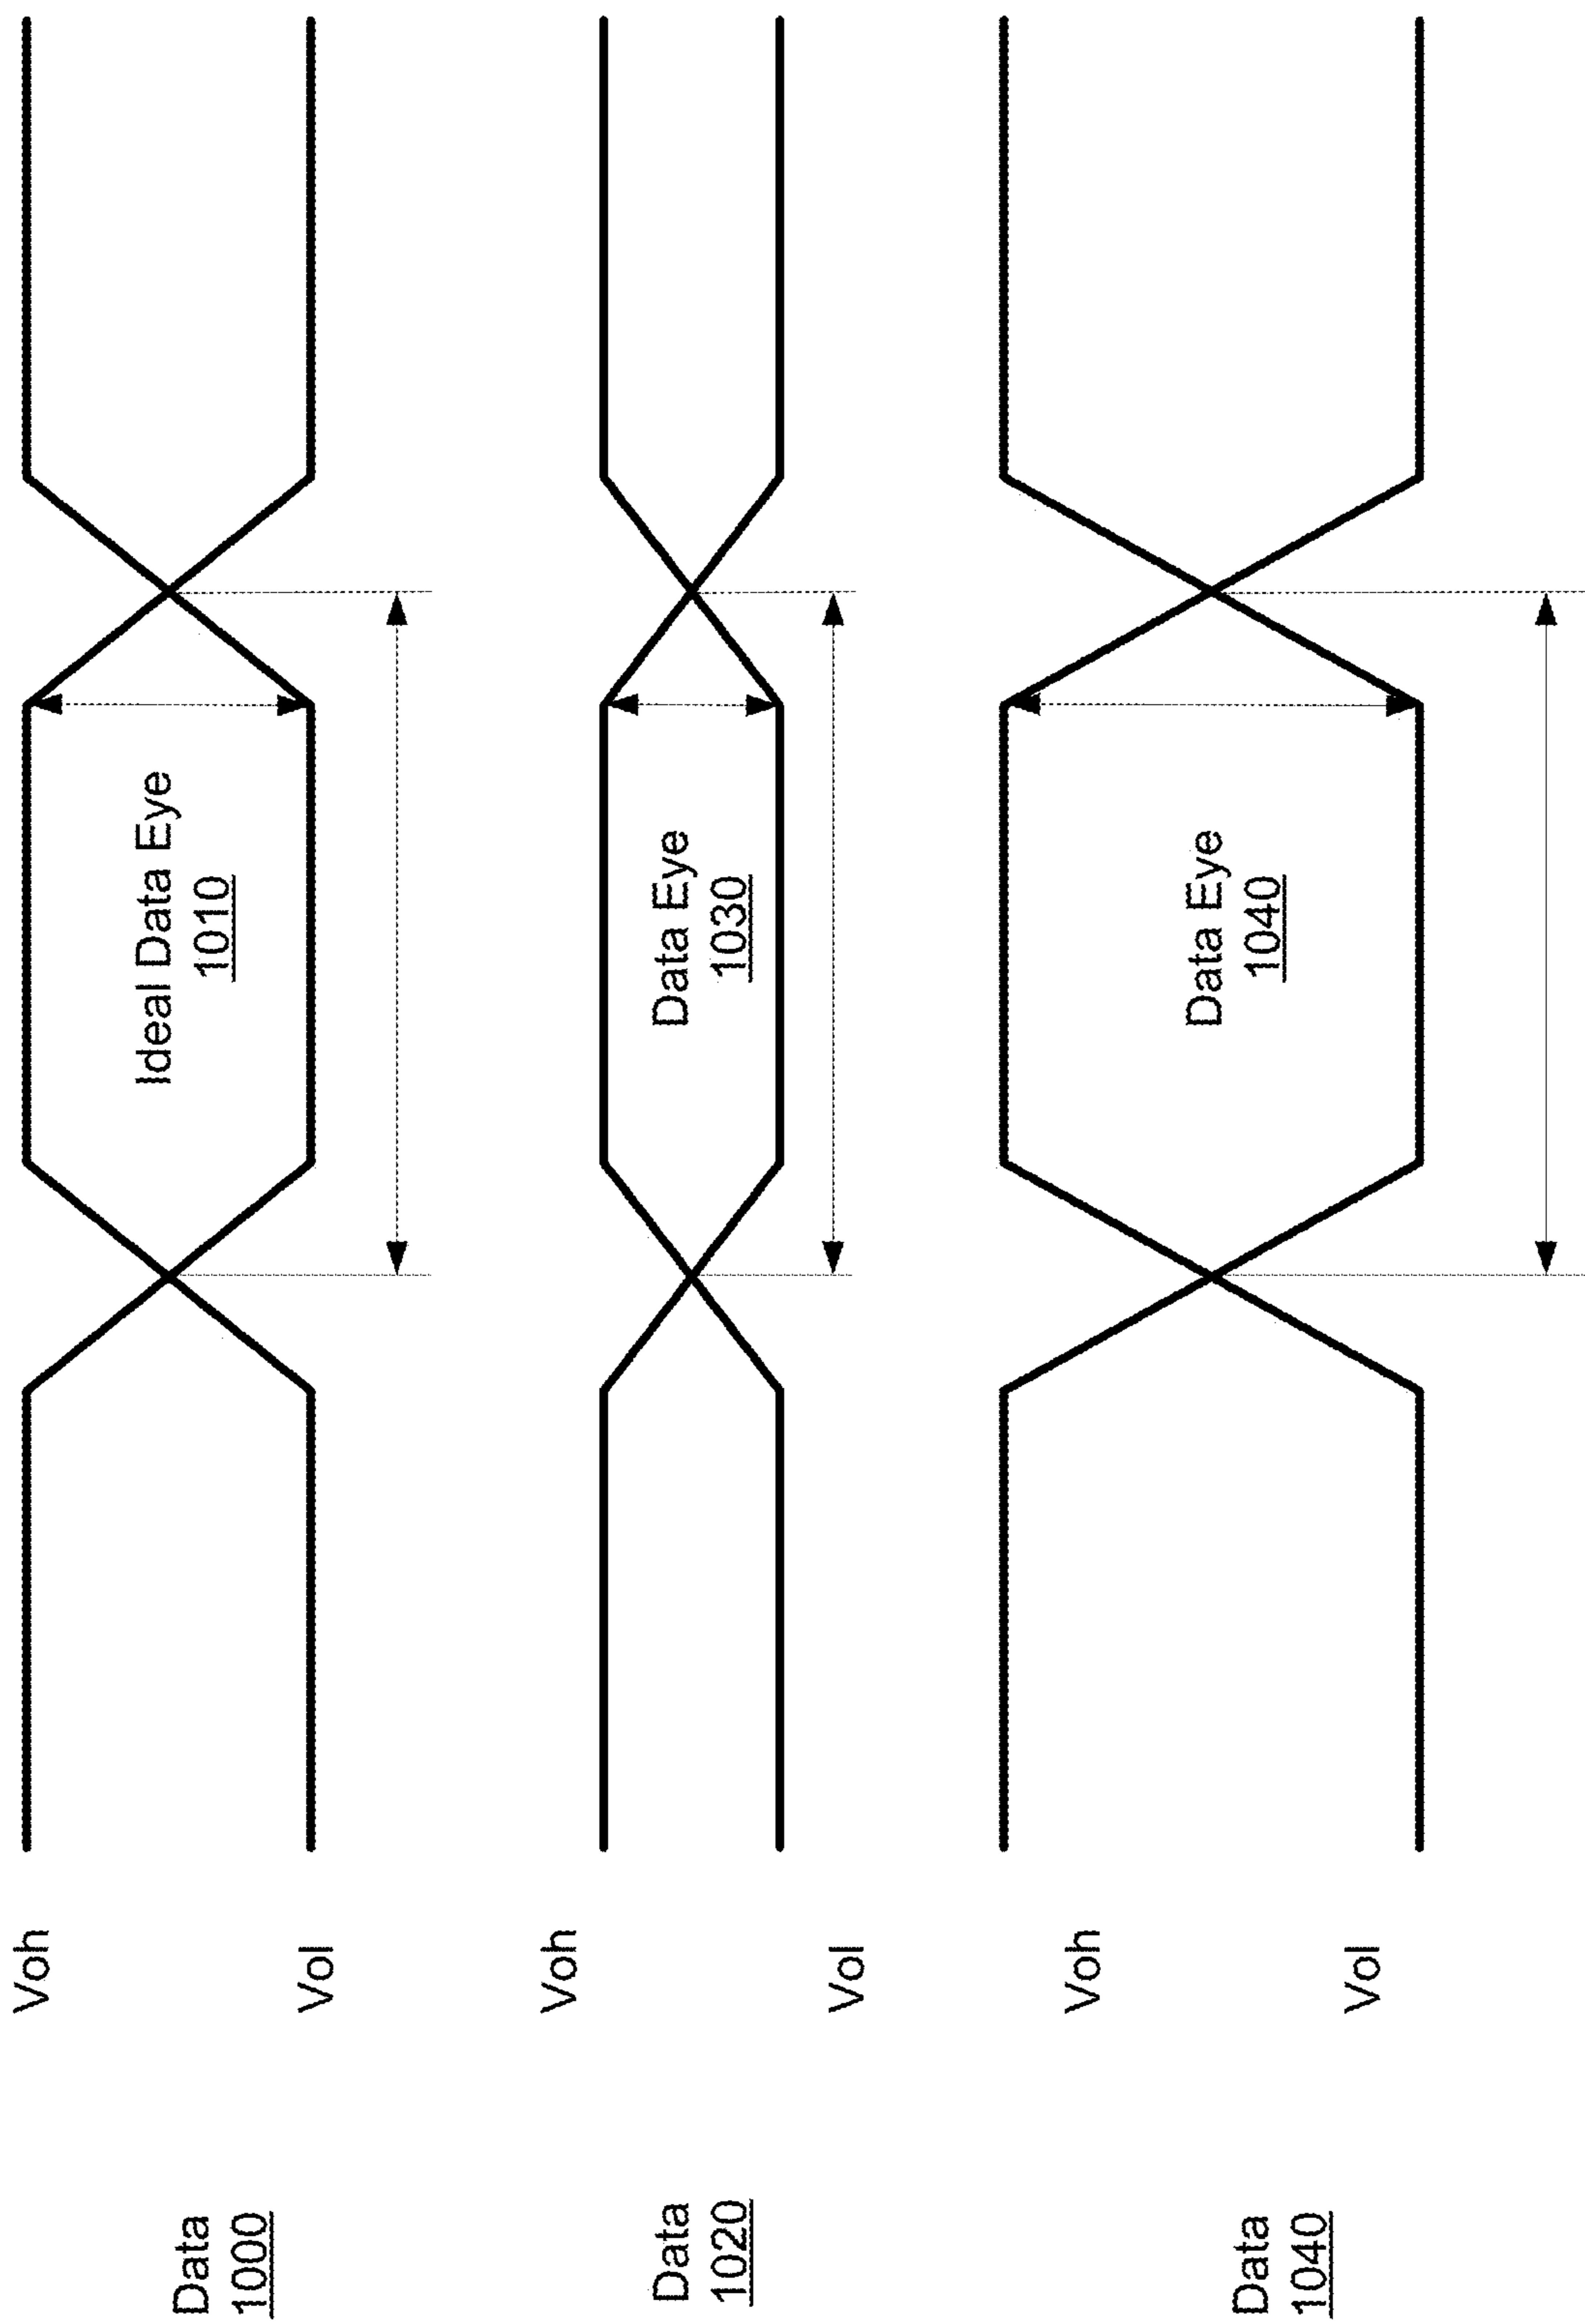 Voh
Ideal Data Eye
1010
Data
1000
Vol
Voh
Data Eye
1030
Data
1020
Vol
Voh
Data Eye
1040
Data
1040
Vol